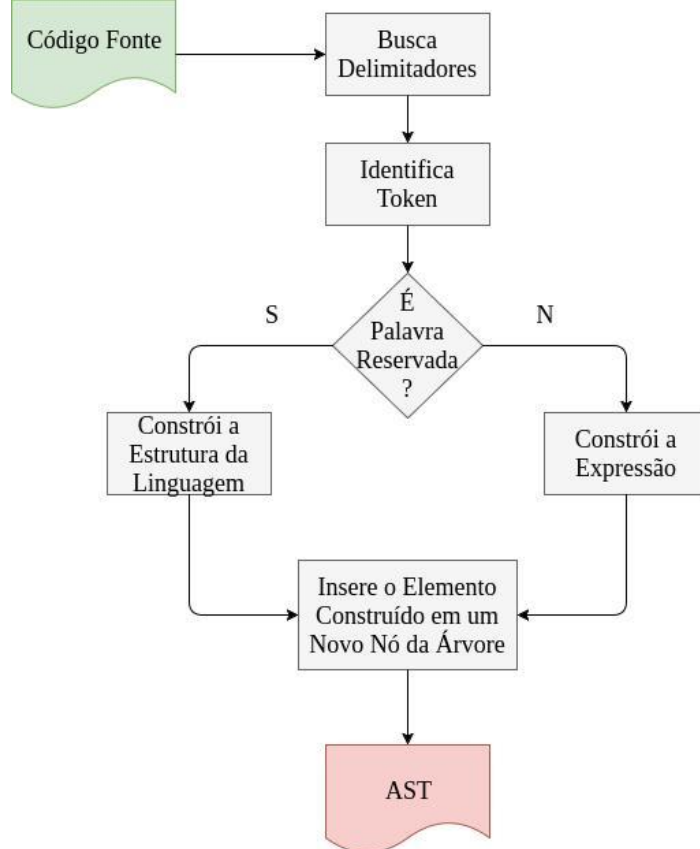 Código Fonte
Busca
Delimitadores
Identifica
Token
É
Palavra
Reservada
?
S
N
Constrói a
Estrutura da
Linguagem
Constrói a
Expressão
Insere o Elemento
Construído em um
Novo Nó da Árvore
AST